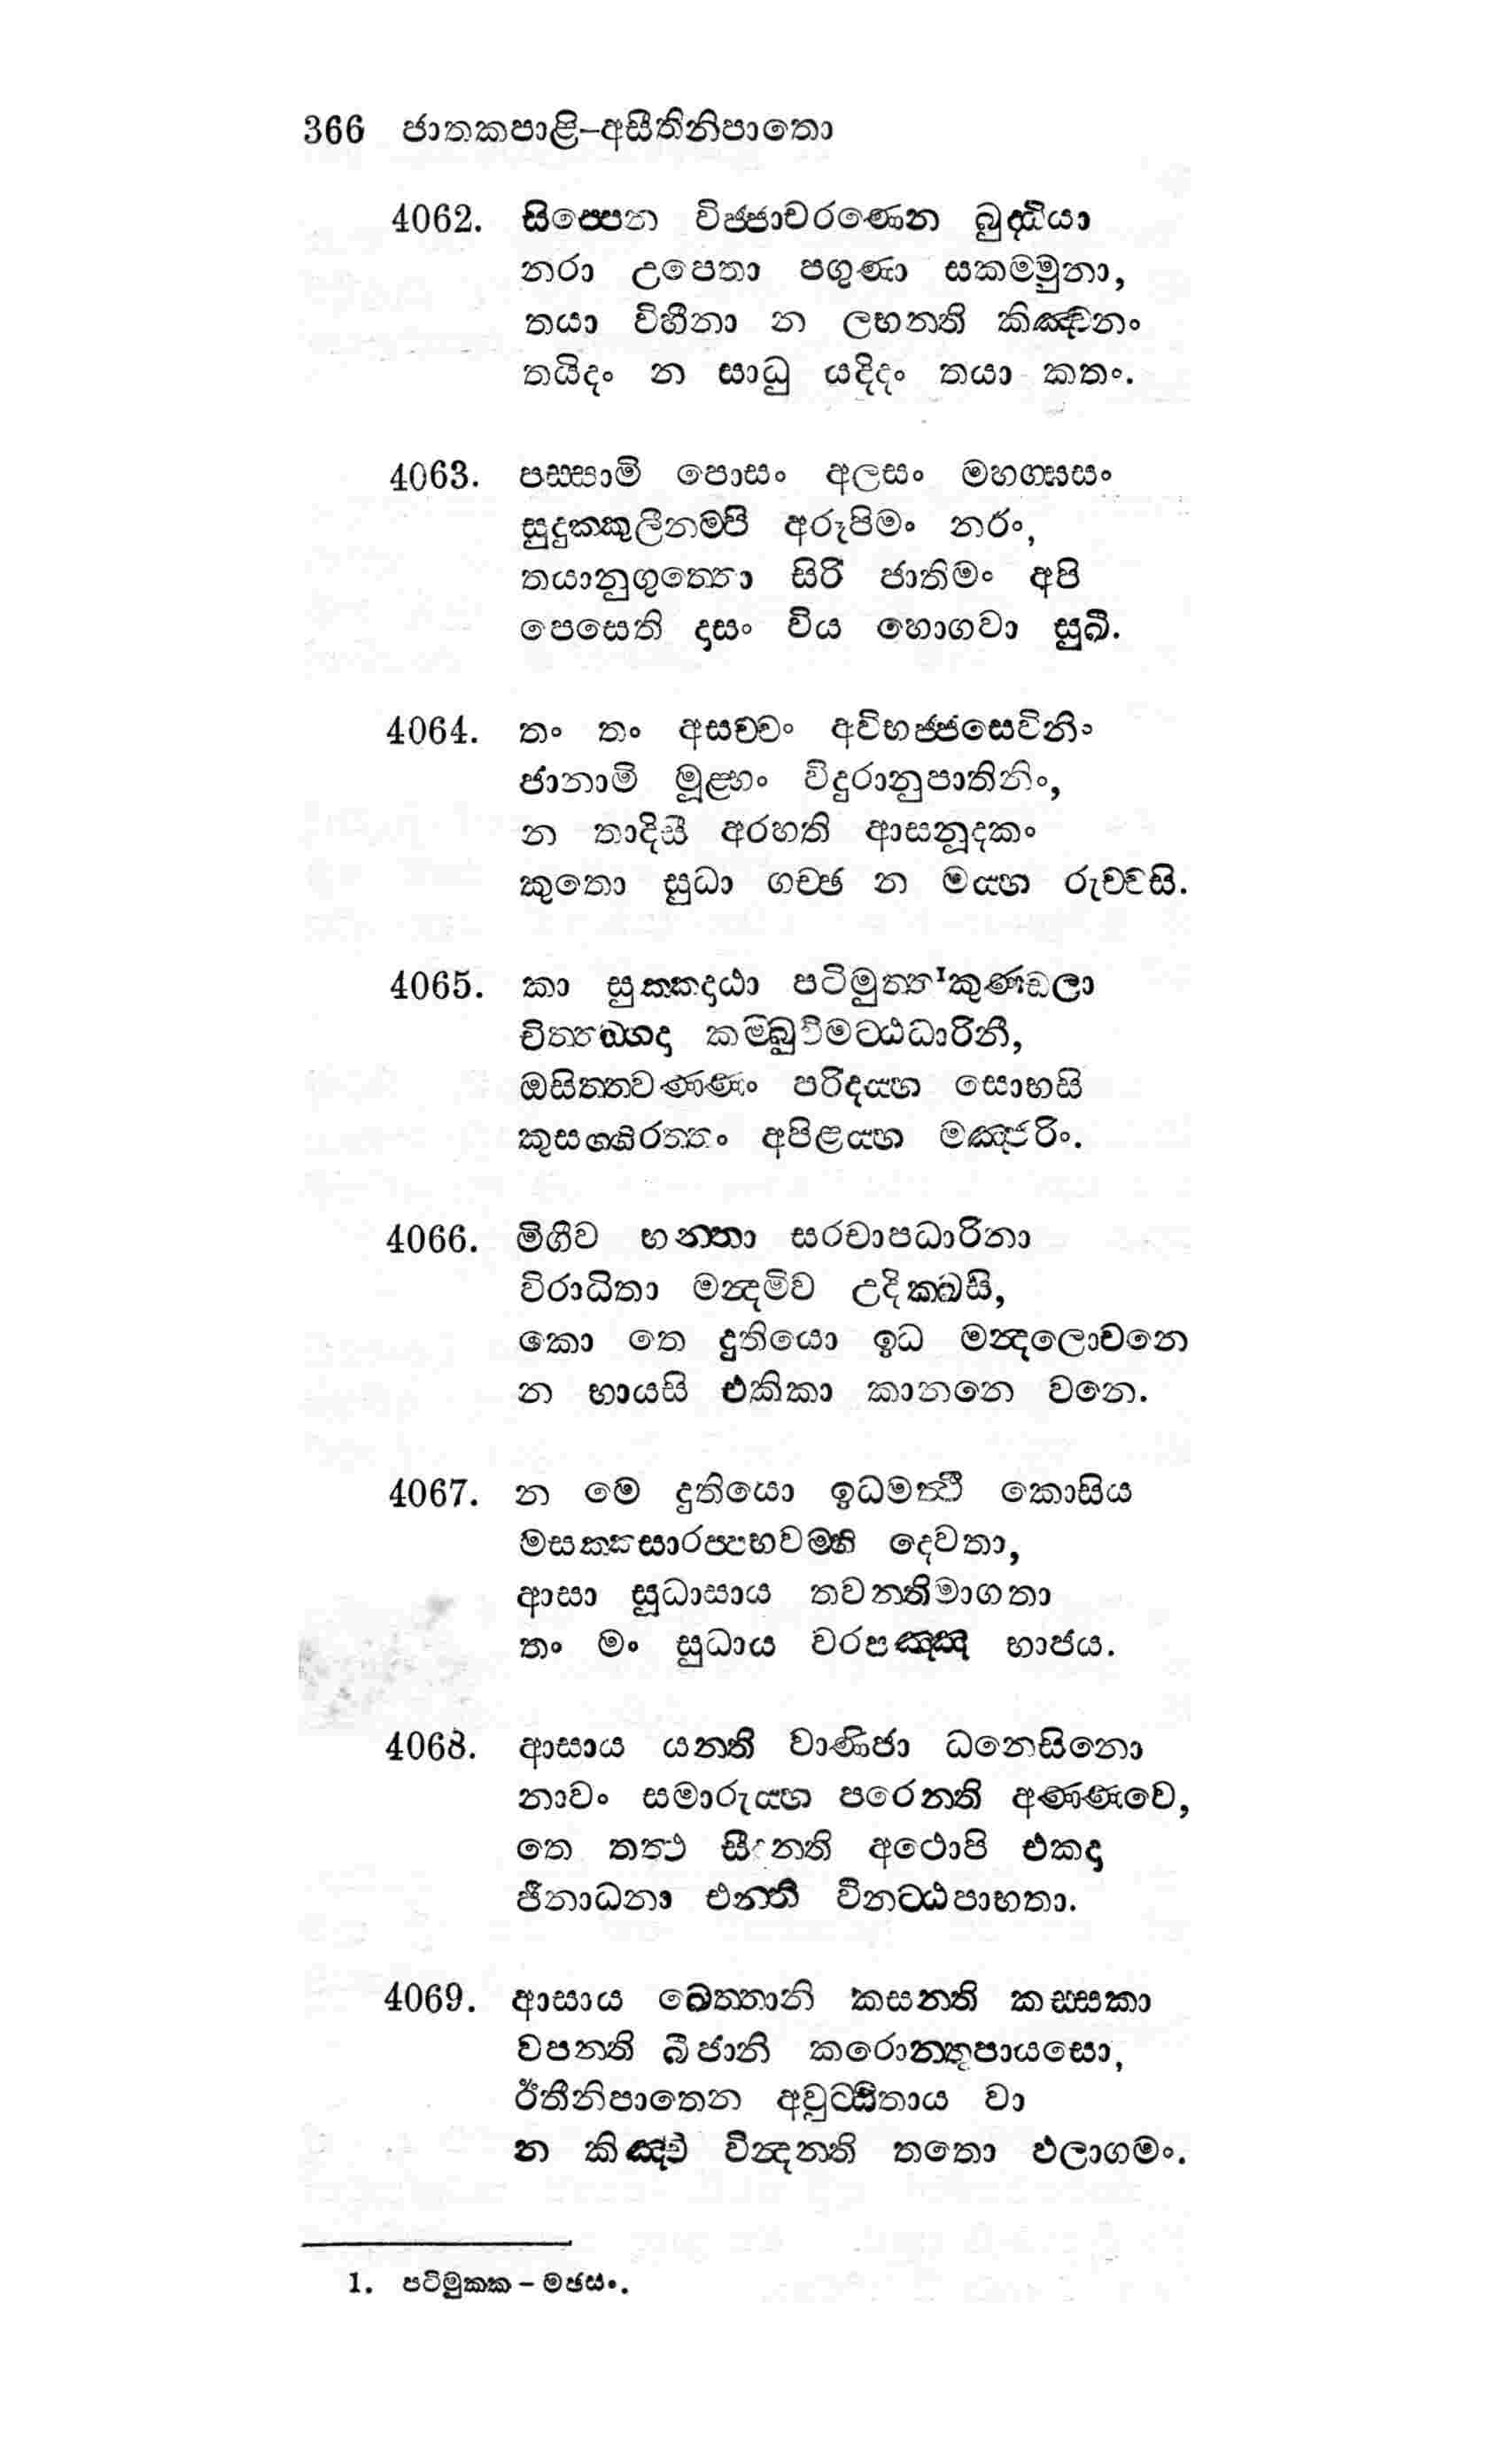 366 ජාතකපාළි-අසීතිනිපාතො
4062. සිප්පෙන විජ්ජාචරණෙන බුද්ධියා
නරා උපෙතා පගුණා සකම්මුනා,
තයා විහීනා න ලභන්ති කිඤ්චනං
තයිදං න සාධු යදිදං තයා කතං.
4063. පස්සාමි පොසං අලසං මහග්ඝසං
සුදුක්කුලීනම්පි අරූපිමං නරං,
තයානුගුත්තො සිරි ජාතිමං අපි
පෙසෙති දාසං විය භොගවා සුඛී.
4064. තං තං අසච්චං අවිභජ්ජසෙවිනිං
ජානාමි මූළ්හං විදුරානුපාතිනිං,
න තාදිසී අරහති ආසනූදකං
කුතො සුධා ගච්ඡ න මය්හ රුච්චසි.
4065. කා සුක්කදාඨා පටිමුත්ත¹කුණ්ඩලා
චිත්තඞ්ගදා කම්බුවිමට්ඨධාරිනී,
ඔසිත්තවණ්ණං පරිදය්හ සොභසි
කුසග්ගිරත්තං අපිළය්හ මඤ්ජරිං.
4066. මිගීව භන්තා සරචාපධාරිනා
විරාධිතා මන්දමිව උදික්ඛසි,
කො තෙ දුතියො ඉධ මන්දලොචනෙ
න භායසි එකිකා කානනෙ වනෙ.
4067. න මෙ දුතියො ඉධමත්ථි කොසිය
මසක්කසාරප්පභවම්හි දෙවතා,
ආසා සුධාසාය තවන්තිමාගතා
තං මං සුධාය වරපඤ්ඤ භාජය.
4068. ආසාය යන්ති වාණිජා ධනෙසිනො
නාවං සමාරුය්හ පරෙන්ති අණ්ණවෙ,
තෙ තත්ථ සීදන්ති අථොපි එකදා
ජීනාධනා එන්ති විනට්ඨපාභතා.
4069. ආසාය ඛෙත්තානි කසන්ති කස්සකා
වපන්ති බීජානි කරොන්තුපායසො,
ඊතීනිපාතෙන අවුට්ඨිතාය වා
න කිඤ්චි වින්දන්ති තතො ඵලාගමං.
1. පටිමුක්ක - මඡසං.